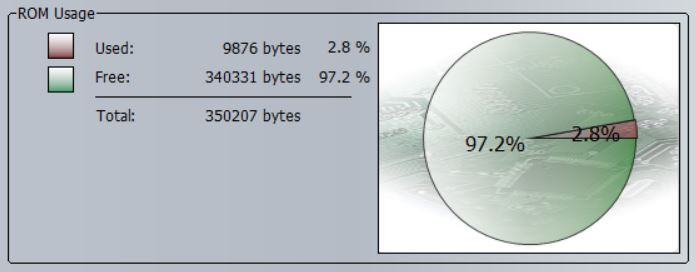 ROM Usage
Used: 9876 bytes 2.8 %
Free: 340331 bytes 97.2 %
Total: 350207 bytes
97.2%
2.8%